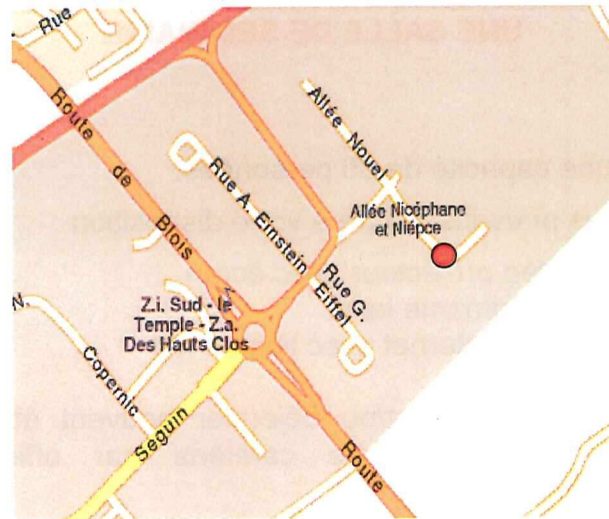 Rue
Route de Blois
Allée Nouel
Rue A. Einstein
Allée Nicéphane
et Niépce
Rue G.
Eiffel
Z.i. Sud - le
Temple - Z.a.
Des Hauts Clos
N.
Copernic
Seguin
Route